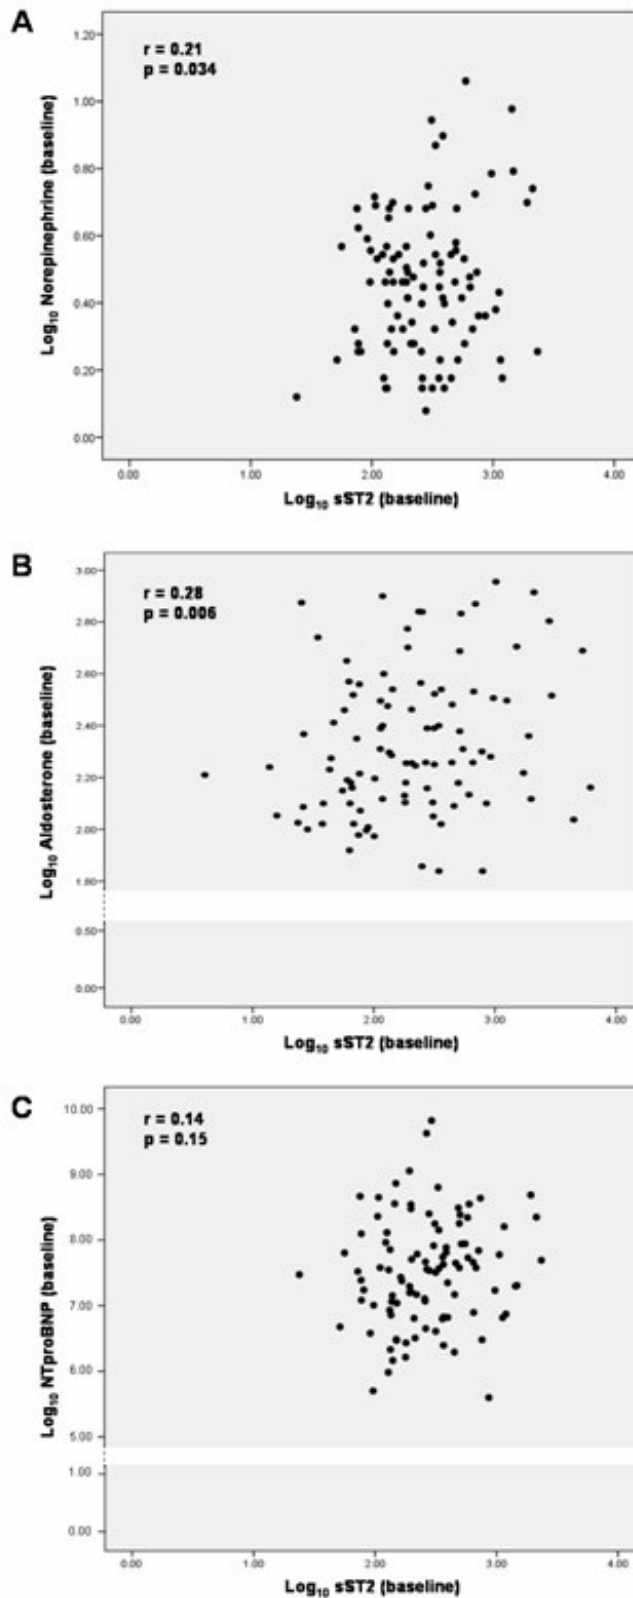 A
r = 0.21
p = 0.034
1.20
1.00
0.80
0.60
0.40
0.20
0.00
Log10 Norepinephrine (baseline)
0.00 1.00 2.00 3.00 4.00
Log10 sST2 (baseline)
B
r = 0.28
p = 0.006
3.00
2.80
2.60
2.40
2.20
2.00
1.80
0.50
0.00
Log10 Aldosterone (baseline)
0.00 1.00 2.00 3.00 4.00
Log10 sST2 (baseline)
C
r = 0.14
p = 0.15
10.00
9.00
8.00
7.00
6.00
5.00
1.00
0.00
Log10 NTproBNP (baseline)
0.00 1.00 2.00 3.00 4.00
Log10 sST2 (baseline)